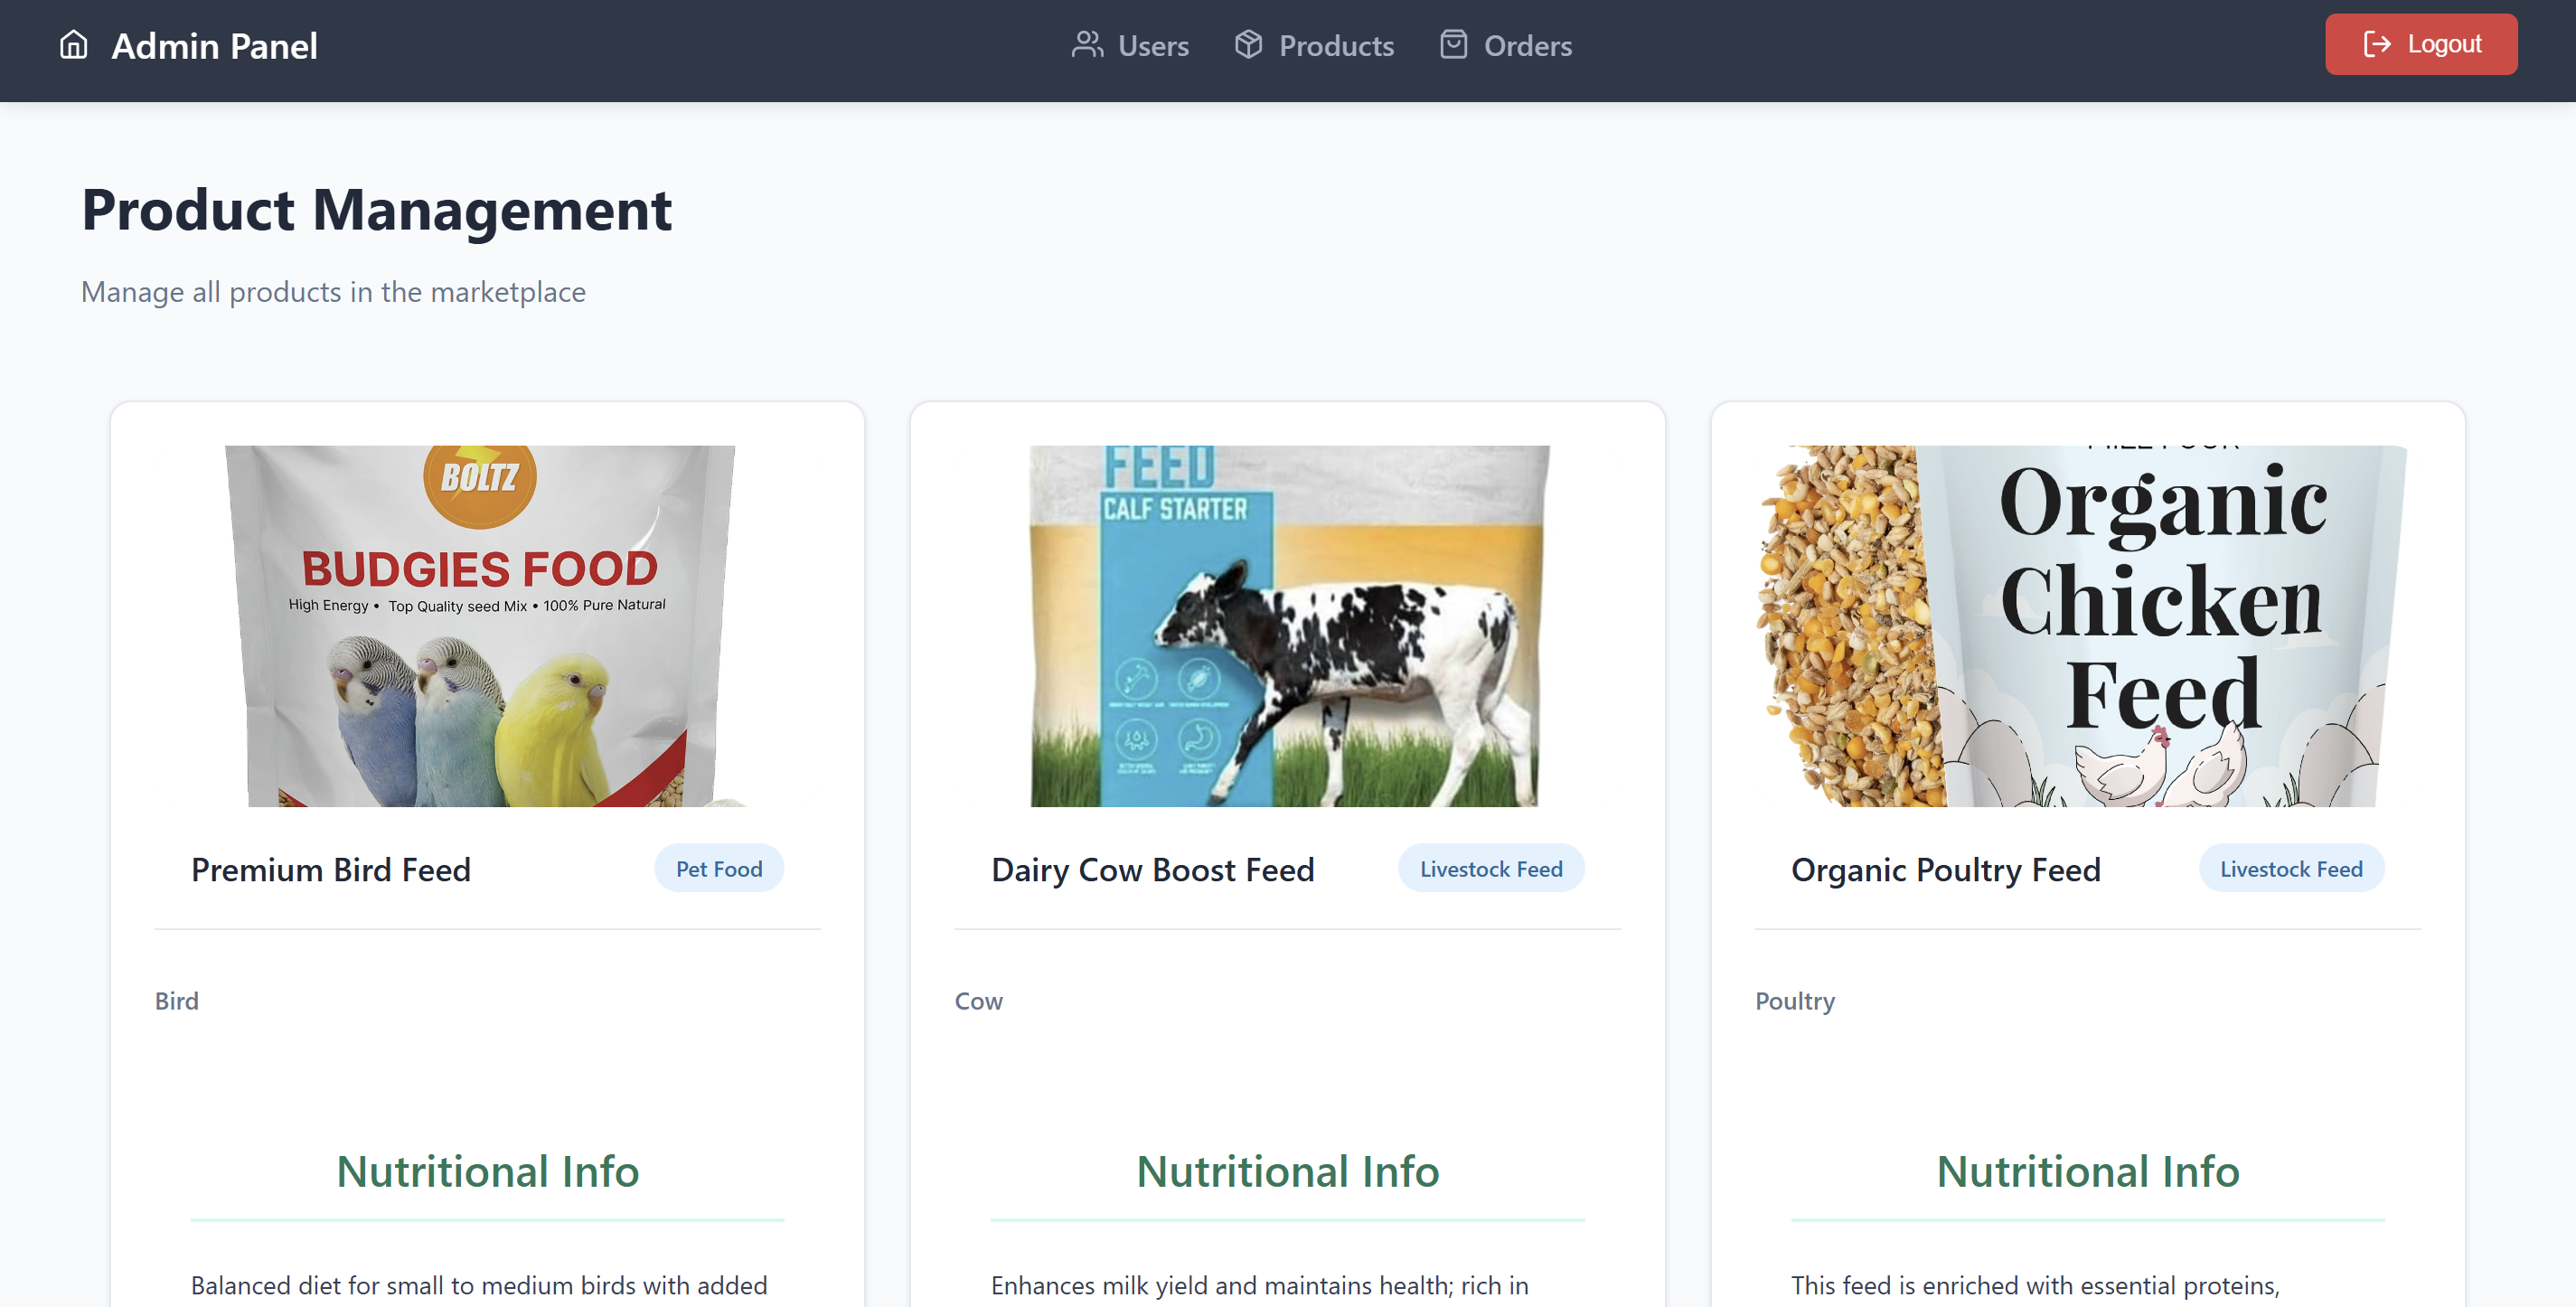 Admin Panel
Users
Products
Orders
Logout
Product Management
Manage all products in the marketplace
BOLTZ
BUDGIES FOOD
High Energy • Top Quality seed Mix • 100% Pure Natural
FEED
CALF STARTER
Organic
Chicken
Feed
Premium Bird Feed
Pet Food
Dairy Cow Boost Feed
Livestock Feed
Organic Poultry Feed
Livestock Feed
Bird
Cow
Poultry
Nutritional Info
Nutritional Info
Nutritional Info
Balanced diet for small to medium birds with added
Enhances milk yield and maintains health; rich in
This feed is enriched with essential proteins,